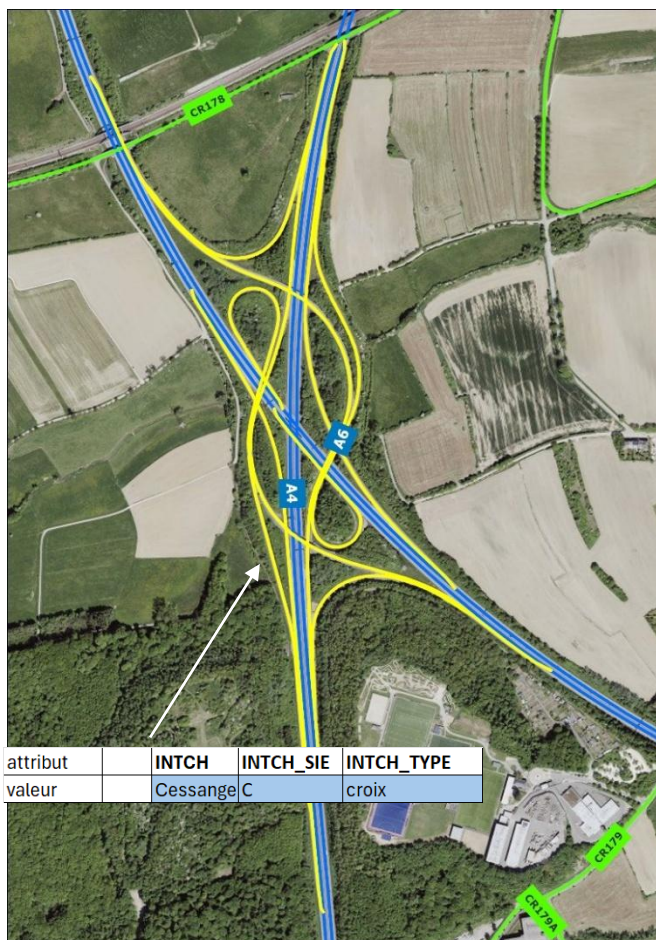 CR178
A6
A4
attribut INTCH INTCH_SIE INTCH_TYPE
valeur Cessange C croix
CR179
CR179A